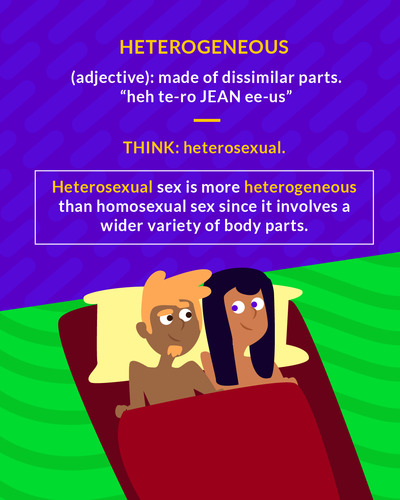 HETEROGENEOUS
(adjective): made of dissimilar parts.
“heh te-ro JEAN ee-us”
THINK: heterosexual.
Heterosexual sex is more heterogeneous
than homosexual sex since it involves a
wider variety of body parts.